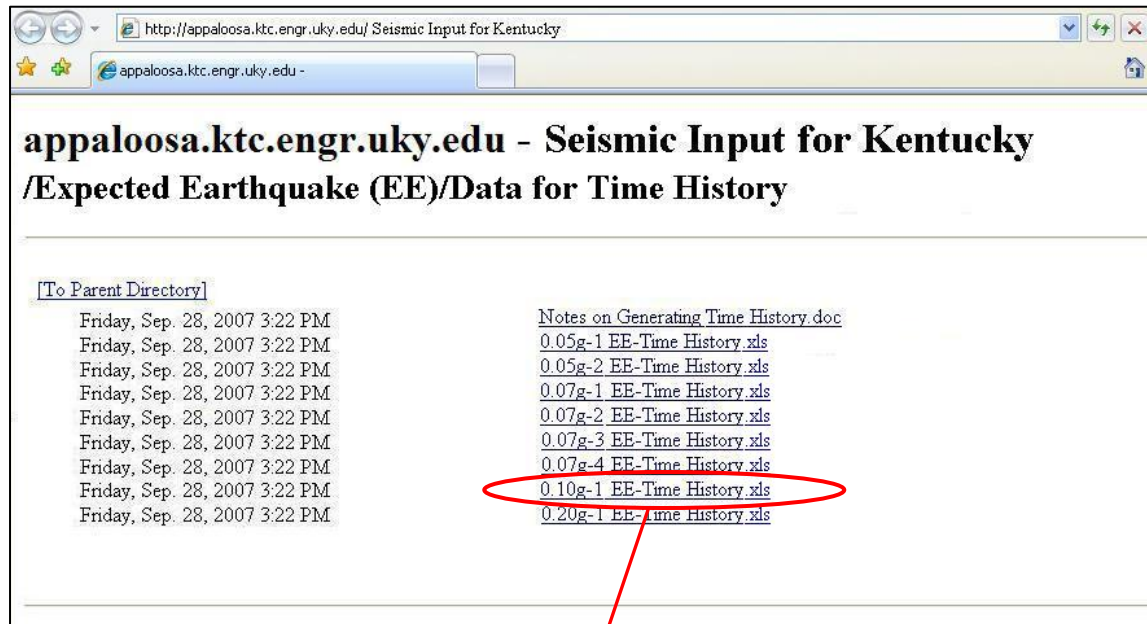 http://appaloosa.ktc.engr.uky.edu/ Seismic Input for Kentucky
appaloosa.ktc.engr.uky.edu -
appaloosa.ktc.engr.uky.edu - Seismic Input for Kentucky
/Expected Earthquake (EE)/Data for Time History
[To Parent Directory]
Friday, Sep. 28, 2007 3:22 PM Notes on Generating Time History.doc
Friday, Sep. 28, 2007 3:22 PM 0.05g-1 EE-Time History.xls
Friday, Sep. 28, 2007 3:22 PM 0.05g-2 EE-Time History.xls
Friday, Sep. 28, 2007 3:22 PM 0.07g-1 EE-Time History.xls
Friday, Sep. 28, 2007 3:22 PM 0.07g-2 EE-Time History.xls
Friday, Sep. 28, 2007 3:22 PM 0.07g-3 EE-Time History.xls
Friday, Sep. 28, 2007 3:22 PM 0.07g-4 EE-Time History.xls
Friday, Sep. 28, 2007 3:22 PM 0.10g-1 EE-Time History.xls
Friday, Sep. 28, 2007 3:22 PM 0.20g-1 EE-Time History.xls